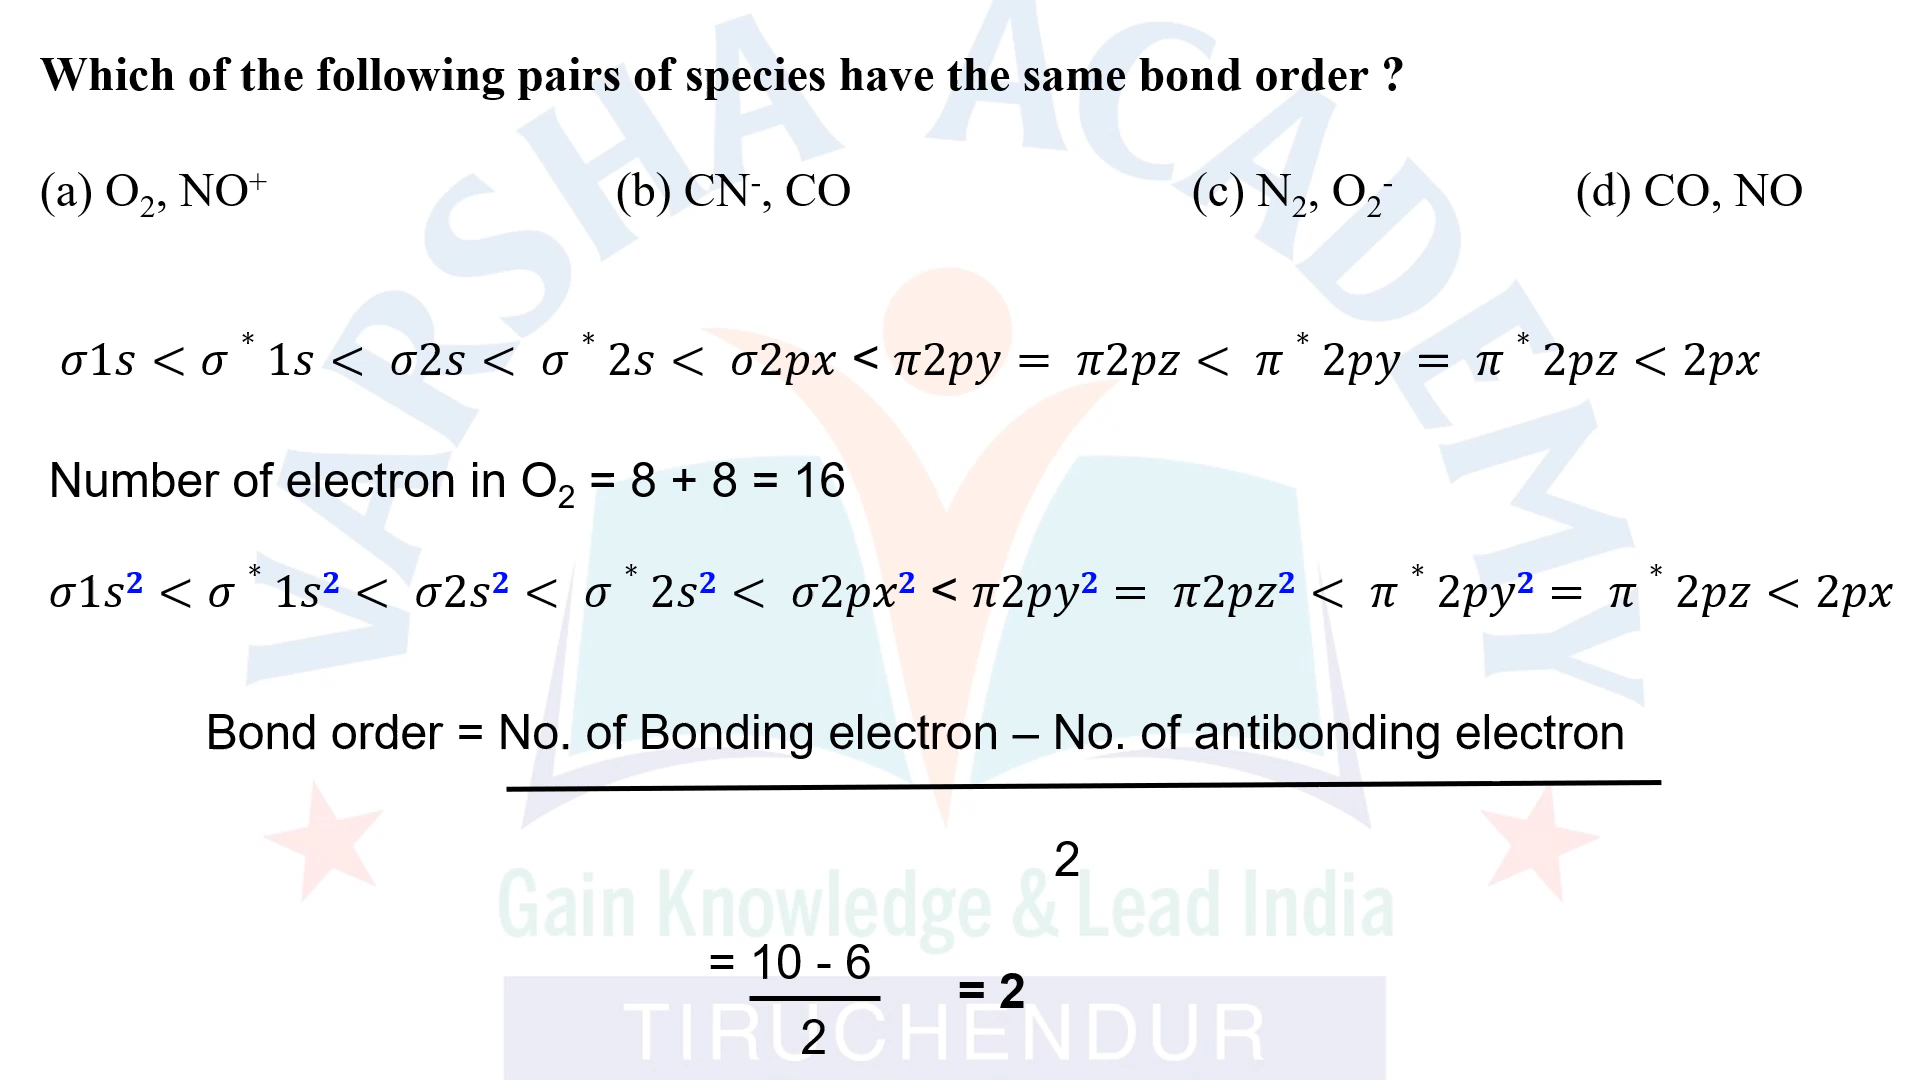 Which of the following pairs of species have the same bond order ?
(a) O₂, NO⁺ (b) CN⁻, CO (c) N₂, O₂⁻ (d) CO, NO
σ1s < σ * 1s < σ2s < σ * 2s < σ2px < π2py = π2pz < π * 2py = π * 2pz < 2px
Number of electron in O₂ = 8 + 8 = 16
σ1s² < σ * 1s² < σ2s² < σ * 2s² < σ2px² < π2py² = π2pz² < π * 2py² = π * 2pz < 2px
Bond order = No. of Bonding electron – No. of antibonding electron
2
= 10 - 6 = 2
2
VARSHA ACADEMY
Gain Knowledge & Lead India
TIRUCHENDUR